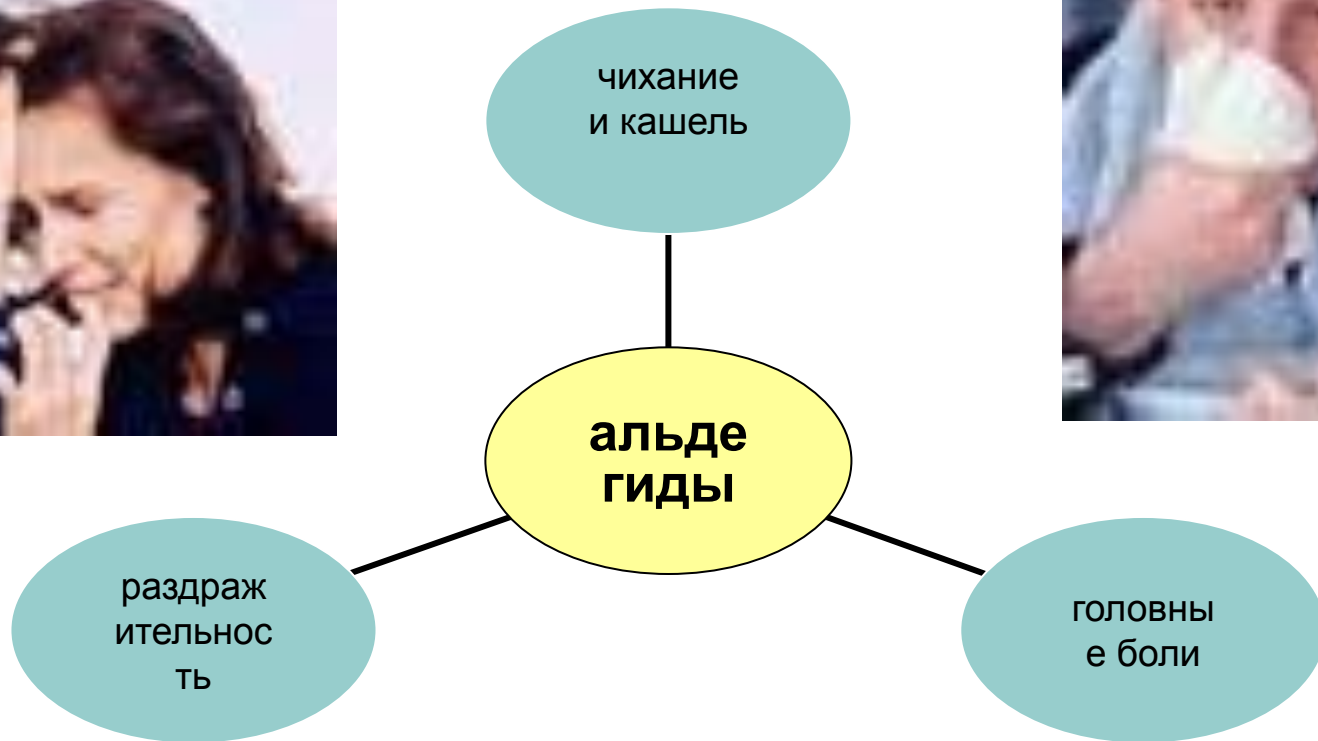 чихание
и кашель
альде
гиды
раздраж
ительнос
ть
головны
е боли